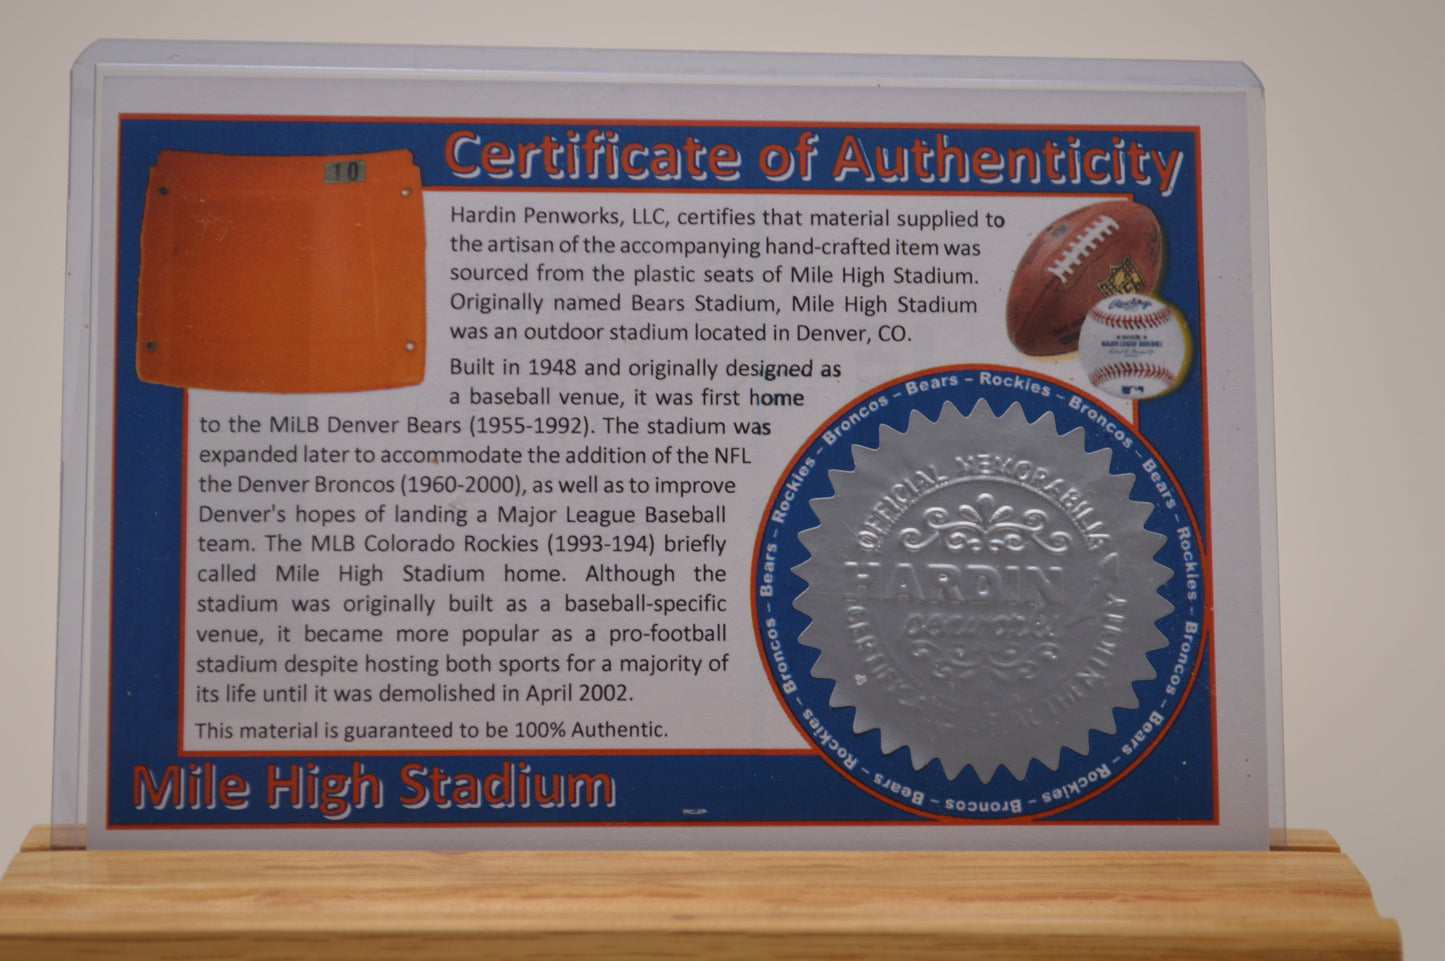 Certificate of Authenticity
10
Hardin Penworks, LLC, certifies that material supplied to
the artisan of the accompanying hand-crafted item was
sourced from the plastic seats of Mile High Stadium.
Originally named Bears Stadium, Mile High Stadium
was an outdoor stadium located in Denver, CO.
Built in 1948 and originally designed as
a baseball venue, it was first home
to the MiLB Denver Bears (1955-1992). The stadium was
expanded later to accommodate the addition of the NFL
the Denver Broncos (1960-2000), as well as to improve
Denver's hopes of landing a Major League Baseball
team. The MLB Colorado Rockies (1993-194) briefly
called Mile High Stadium home. Although the
stadium was originally built as a baseball-specific
venue, it became more popular as a pro-football
stadium despite hosting both sports for a majority of
its life until it was demolished in April 2002.
This material is guaranteed to be 100% Authentic.
Mile High Stadium
Rawlings
Bears – Rockies – Broncos – Bears – Rockies – Broncos – Bears – Rockies – Broncos – Bears – Rockies – Broncos – Bears – Rockies – Broncos –
OFFICIAL MEMORABILIA
HARDIN
penworks
CERTIFICATE OF AUTHENTICITY